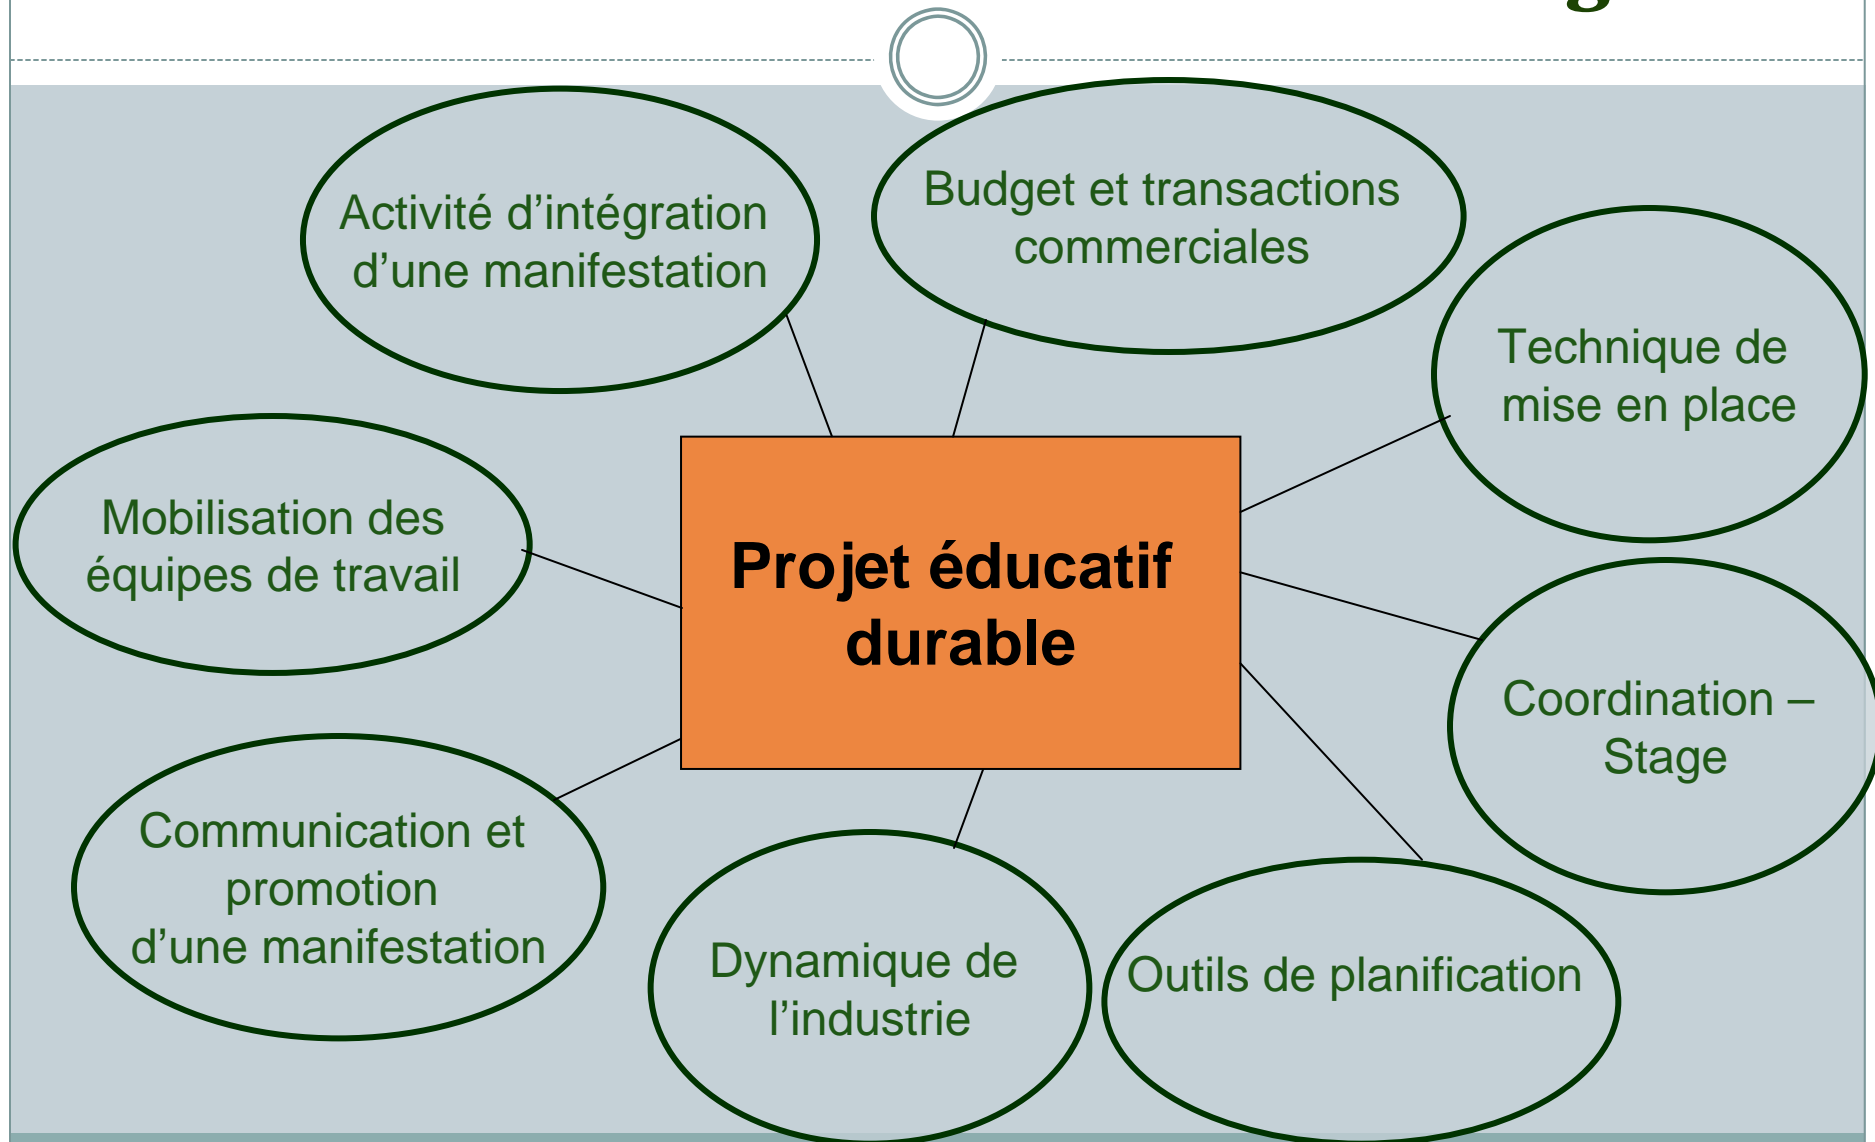 Activité d’intégration
d’une manifestation
Budget et transactions
commerciales
Technique de
mise en place
Mobilisation des
équipes de travail
Projet éducatif
durable
Coordination –
Stage
Communication et
promotion
d’une manifestation
Dynamique de
l’industrie
Outils de planification